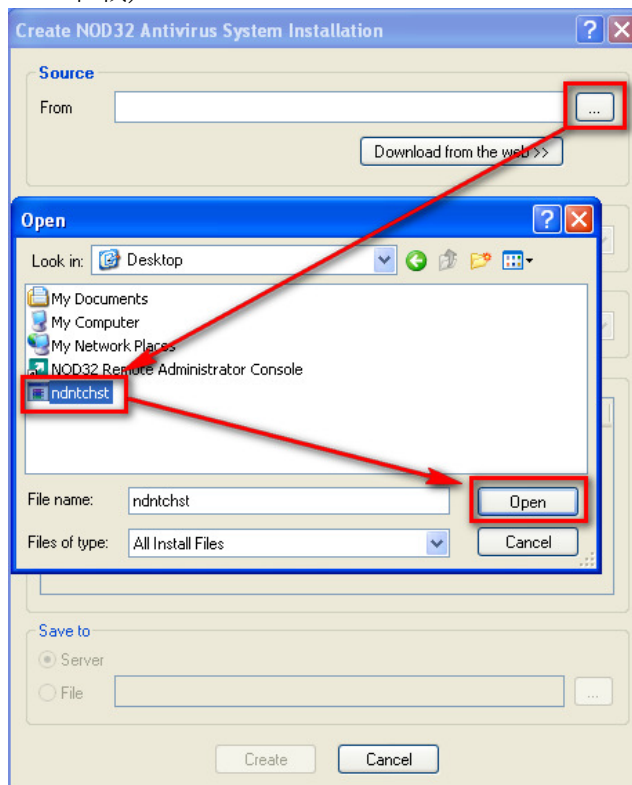 Create NOD32 Antivirus System Installation
Source
From
...
Download from the web >>
Open
Look in: Desktop
My Documents
My Computer
My Network Places
NOD32 Remote Administrator Console
ndntchst
File name: ndntchst
Open
Files of type: All Install Files
Cancel
Save to
Server
File
...
Create
Cancel